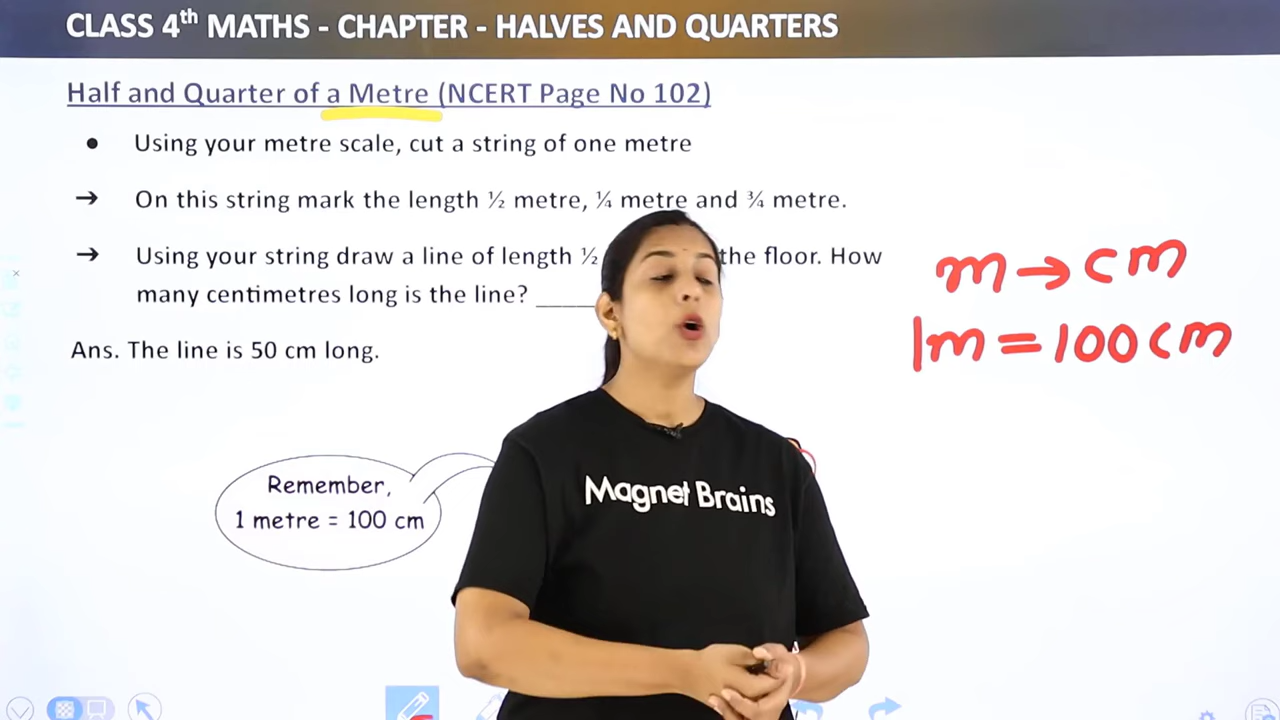 CLASS 4th MATHS - CHAPTER - HALVES AND QUARTERS
Half and Quarter of a Metre (NCERT Page No 102)
● Using your metre scale, cut a string of one metre
→ On this string mark the length ½ metre, ¼ metre and ¾ metre.
→ Using your string draw a line of length ½ the floor. How
many centimetres long is the line? _____
Ans. The line is 50 cm long.
m → cm
1m = 100 cm
Remember,
1 metre = 100 cm
Magnet Brains